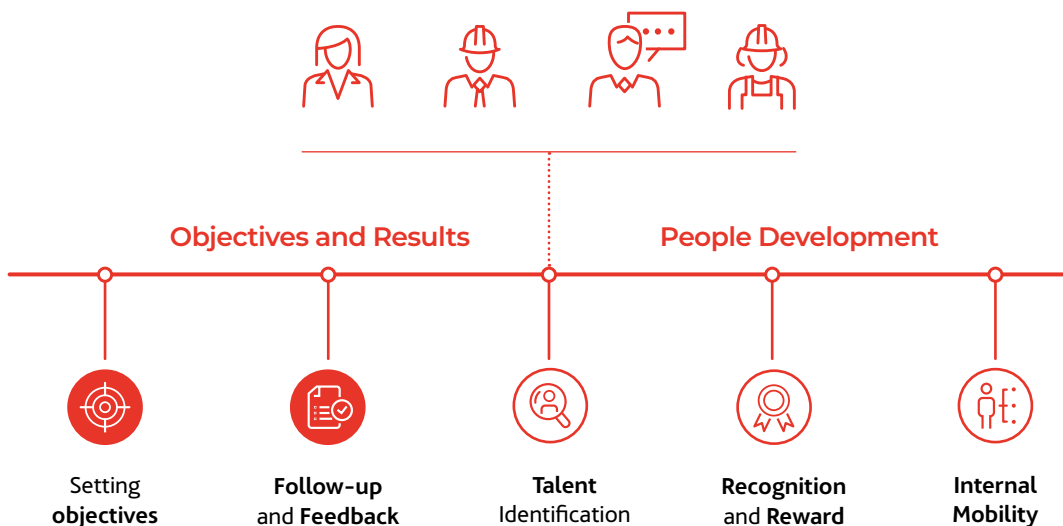 Objectives and Results
People Development
Setting
objectives
Follow-up
and Feedback
Talent
Identification
Recognition
and Reward
Internal
Mobility